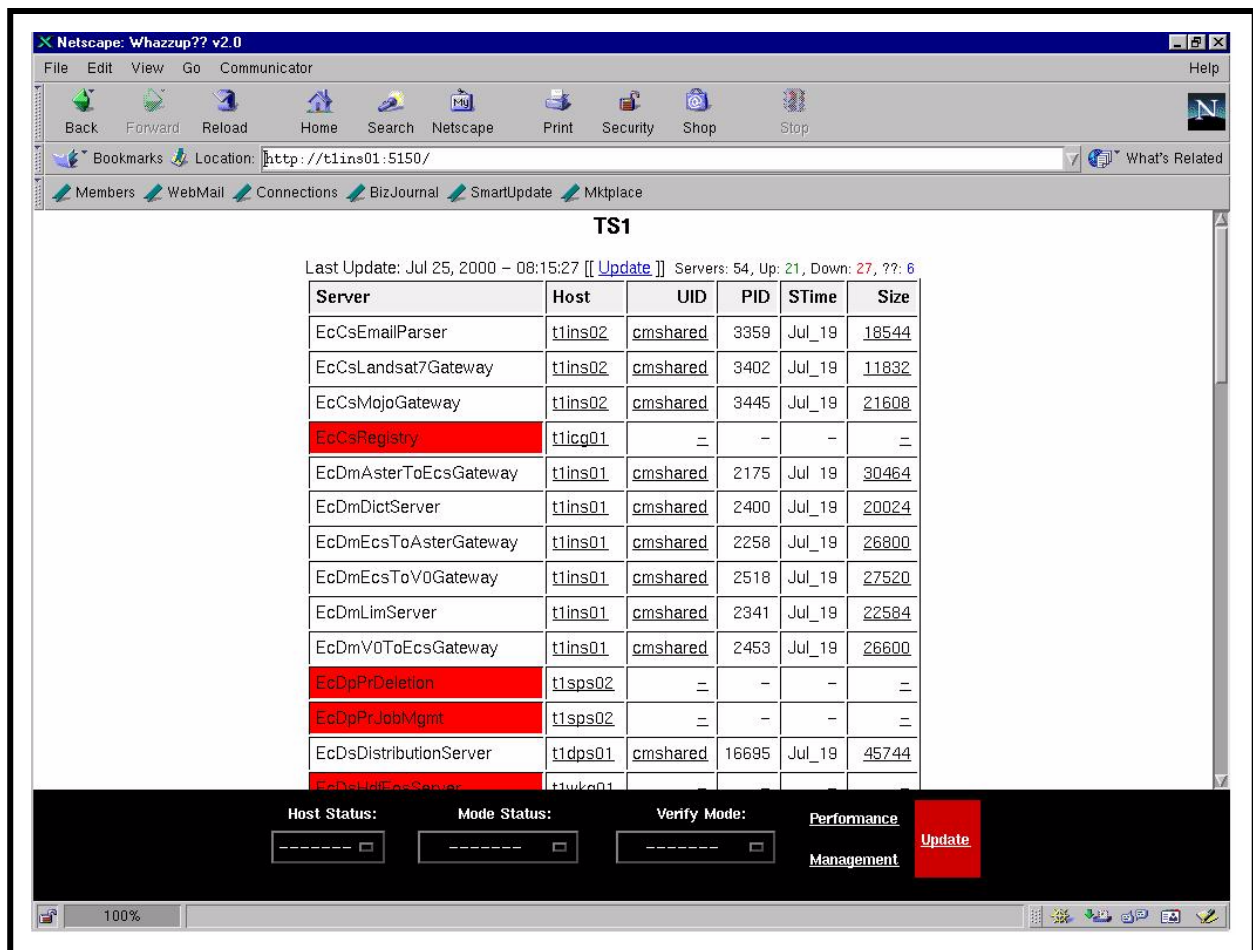 Netscape: Whazzup?? v2.0
File Edit View Go Communicator Help
Back Forward Reload Home Search Netscape Print Security Shop Stop
Bookmarks Location: http://t1ins01:5150/ What's Related
Members WebMail Connections BizJournal SmartUpdate Mktplace
TS1
Last Update: Jul 25, 2000 – 08:15:27 [[ Update ]] Servers: 54, Up: 21, Down: 27, ??: 6
Server Host UID PID STime Size
EcCsEmailParser t1ins02 cmshared 3359 Jul_19 18544
EcCsLandsat7Gateway t1ins02 cmshared 3402 Jul_19 11832
EcCsMojoGateway t1ins02 cmshared 3445 Jul_19 21608
EcCsRegistry t1icg01 – – – –
EcDmAsterToEcsGateway t1ins01 cmshared 2175 Jul 19 30464
EcDmDictServer t1ins01 cmshared 2400 Jul_19 20024
EcDmEcsToAsterGateway t1ins01 cmshared 2258 Jul_19 26800
EcDmEcsToV0Gateway t1ins01 cmshared 2518 Jul_19 27520
EcDmLimServer t1ins01 cmshared 2341 Jul_19 22584
EcDmV0ToEcsGateway t1ins01 cmshared 2453 Jul_19 26600
EcDpPrDeletion t1sps02 – – – –
EcDpPrJobMgmt t1sps02 – – – –
EcDsDistributionServer t1dps01 cmshared 16695 Jul_19 45744
EcDsHdfEosServer t1wkg01 – – – –
Host Status: Mode Status: Verify Mode: Performance
------- ------- ------- Update
Management
100%